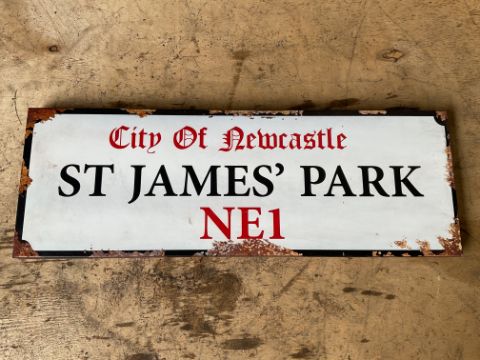 City Of Newcastle
ST JAMES' PARK
NE1